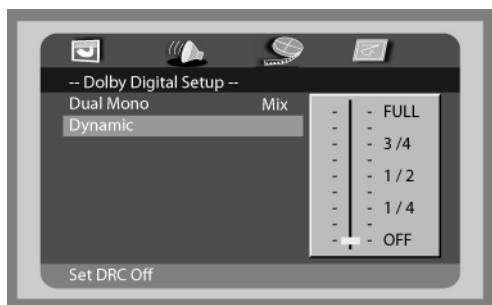 -- Dolby Digital Setup --
Dual Mono Mix
Dynamic
- - FULL
- -
- - 3 /4
- -
- - 1 / 2
- -
- - 1 / 4
- -
- - OFF
Set DRC Off